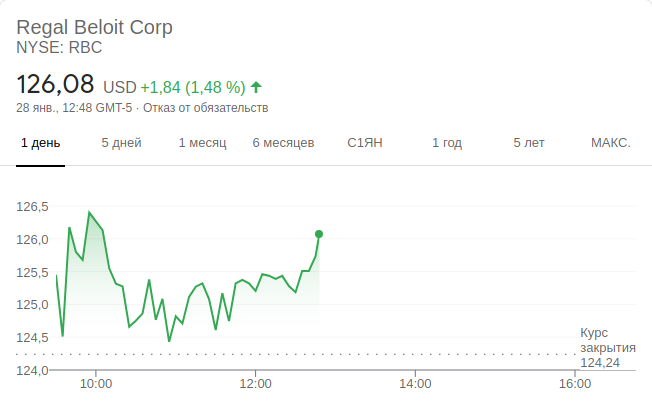 Regal Beloit Corp
NYSE: RBC
126,08 USD +1,84 (1,48 %)
28 янв., 12:48 GMT-5 · Отказ от обязательств
1 день 5 дней 1 месяц 6 месяцев С1ЯН 1 год 5 лет МАКС.
126,5
126,0
125,5
125,0
124,5
124,0
Курс
закрытия
124,24
10:00 12:00 14:00 16:00